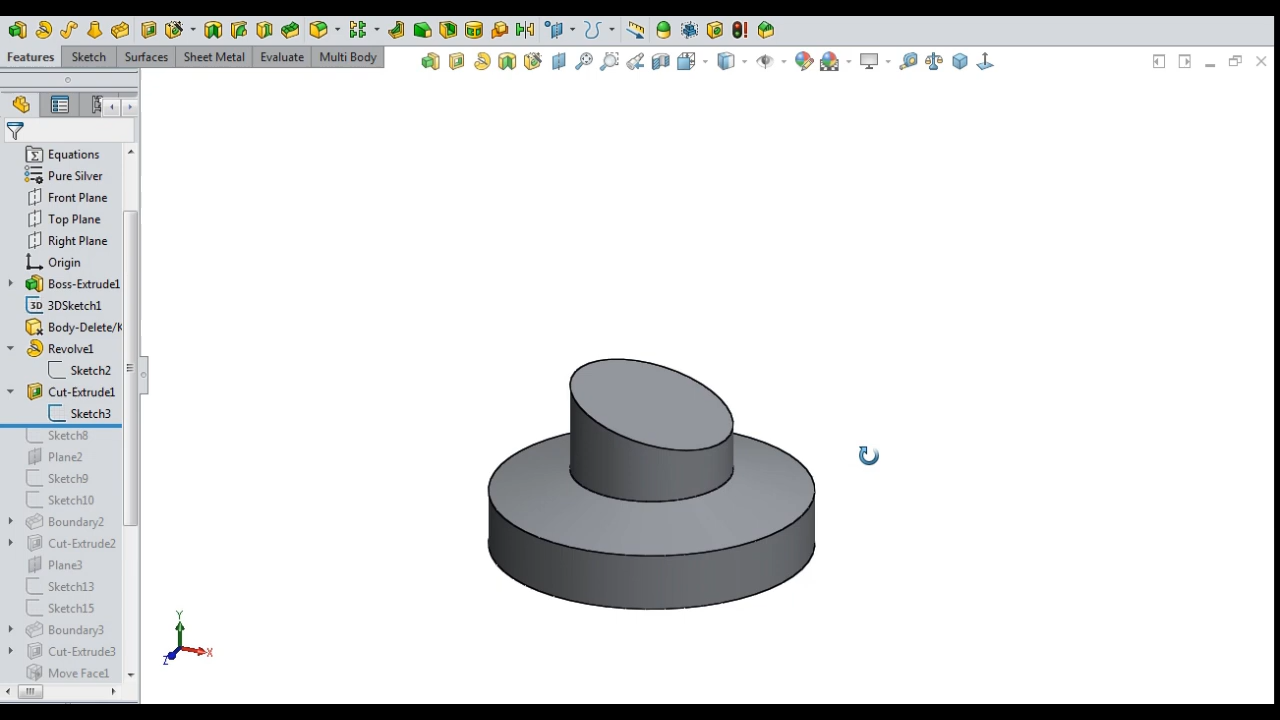 Features Sketch Surfaces Sheet Metal Evaluate Multi Body
Equations
Pure Silver
Front Plane
Top Plane
Right Plane
Origin
Boss-Extrude1
3D 3DSketch1
Body-Delete/K
Revolve1
Sketch2
Cut-Extrude1
Sketch3
Sketch8
Plane2
Sketch9
Sketch10
Boundary2
Cut-Extrude2
Plane3
Sketch13
Sketch15
Boundary3
Cut-Extrude3
Move Face1
Y
X
Z